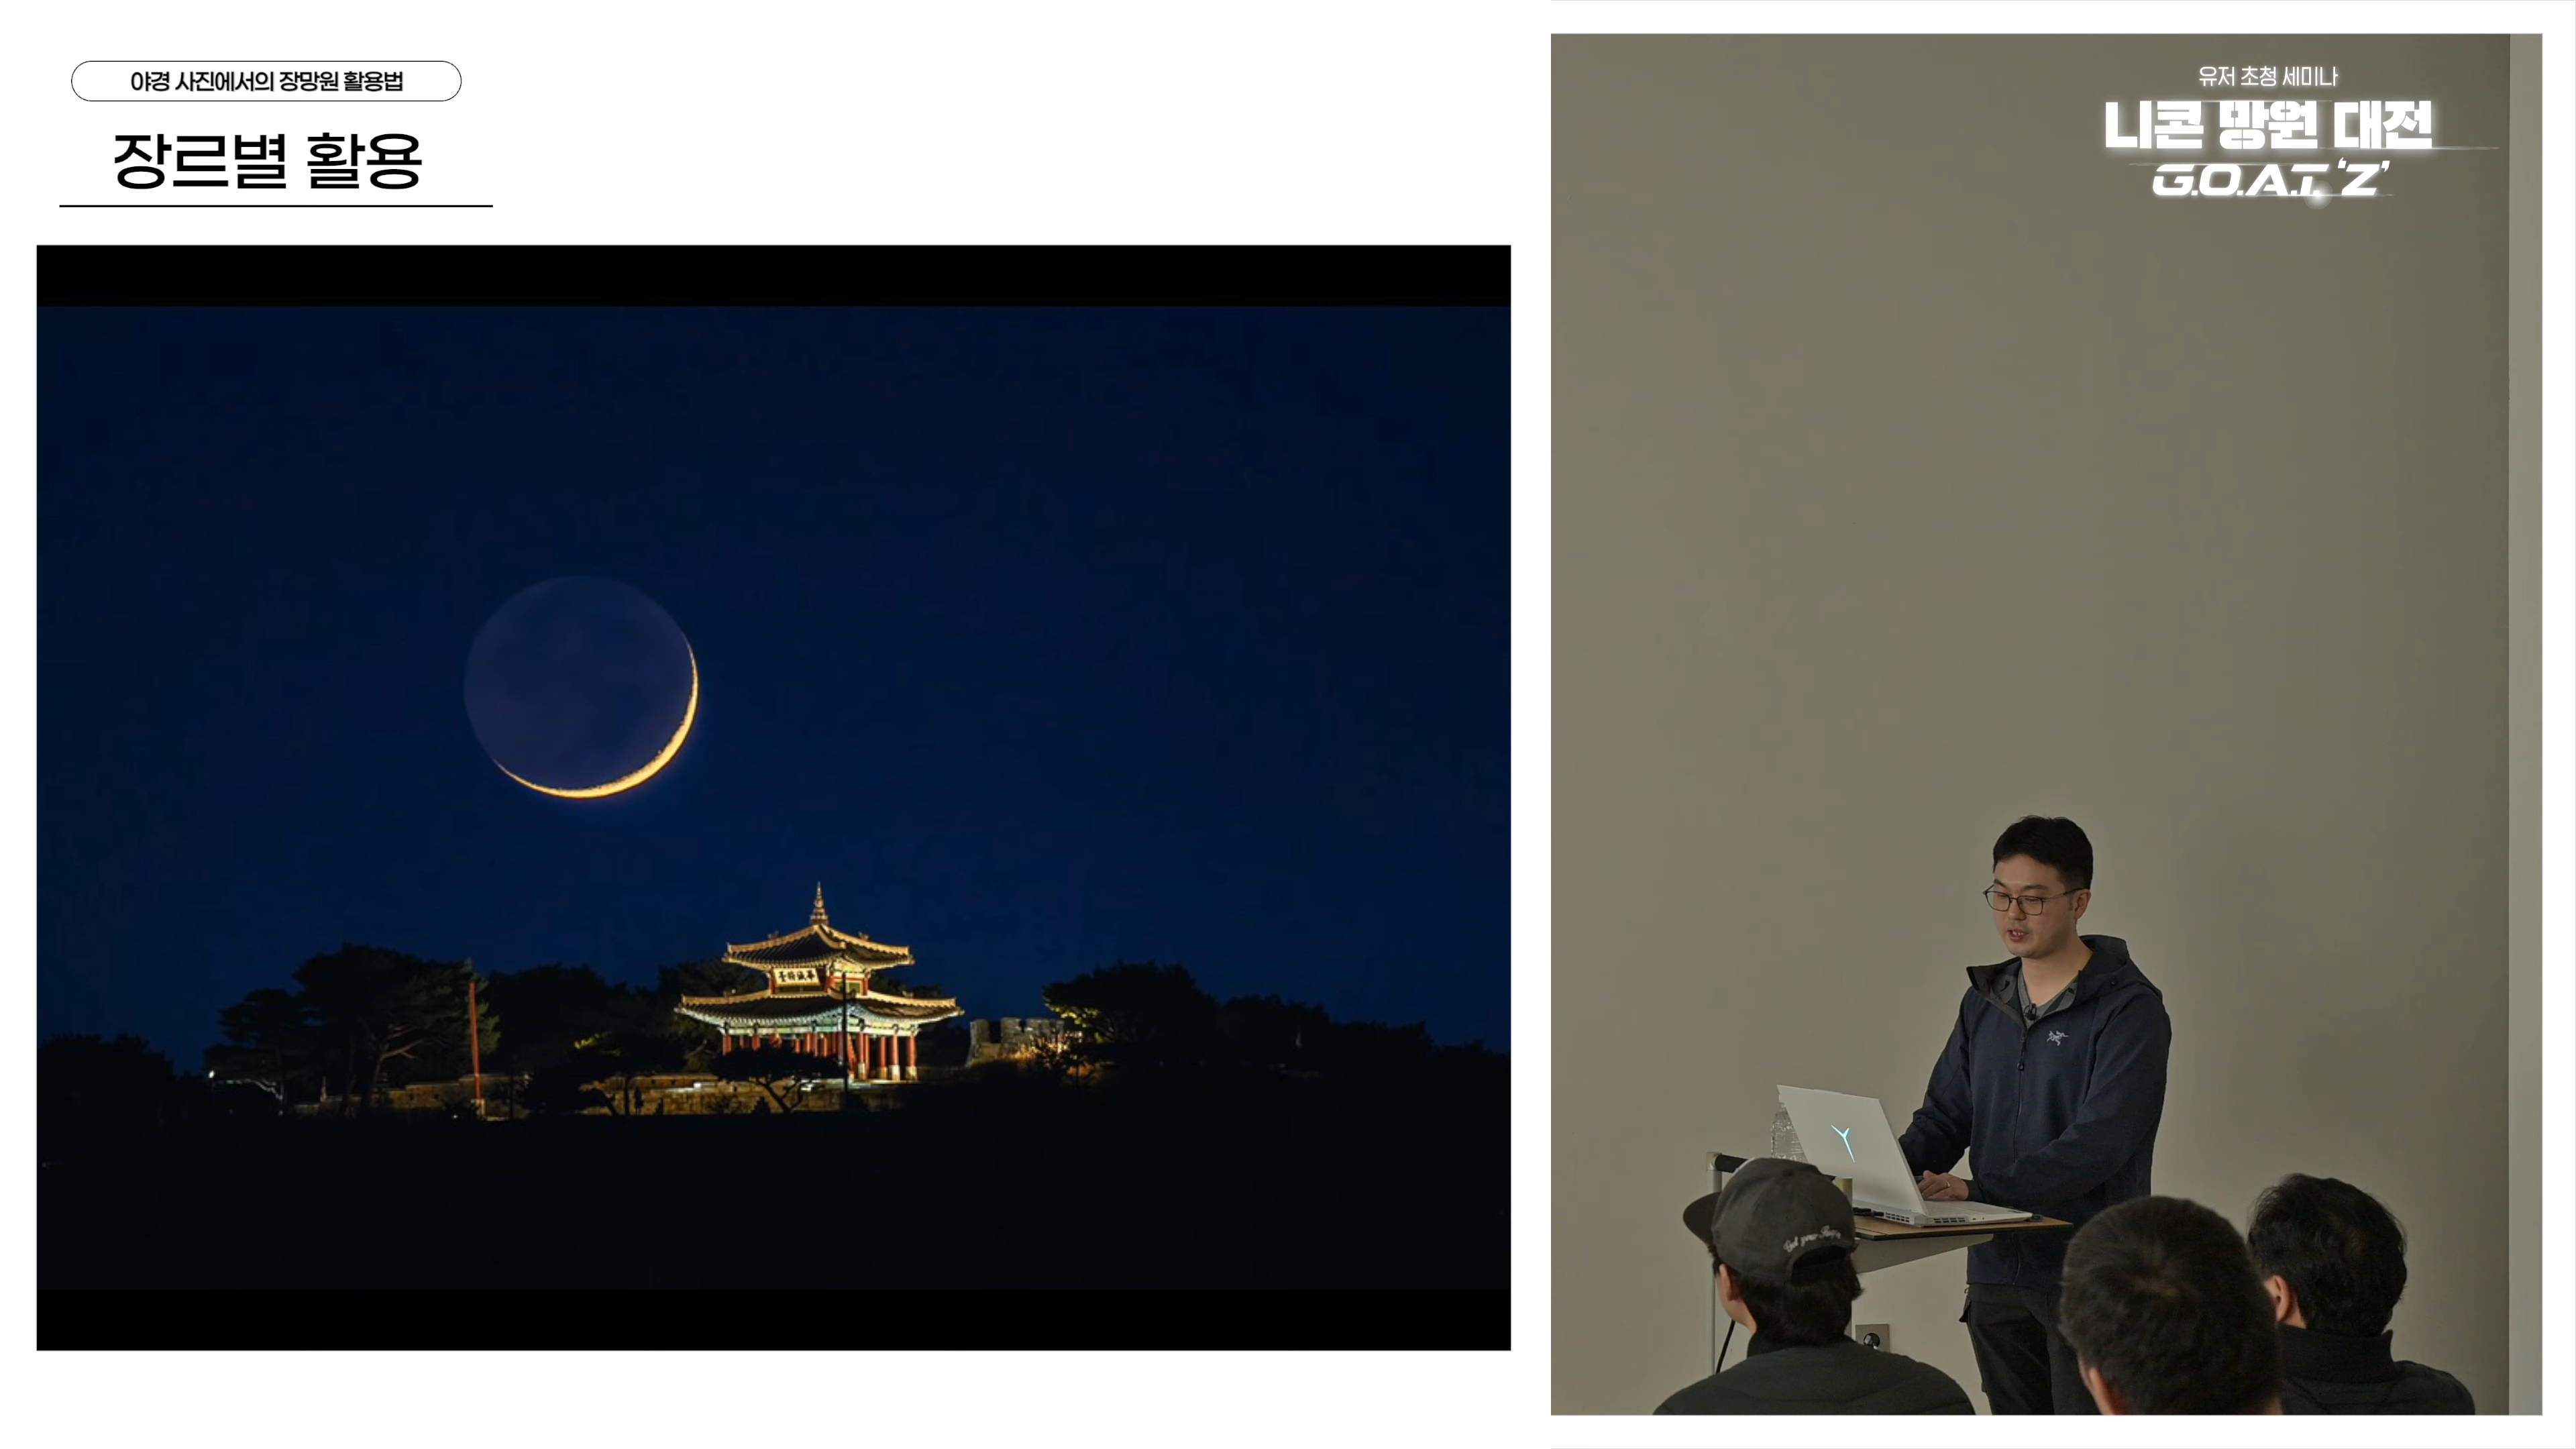 야경 사진에서의 장망원 활용법
장르별 활용
유저 초청 세미나
니콘 망원 대전
G.O.A.T. 'Z'